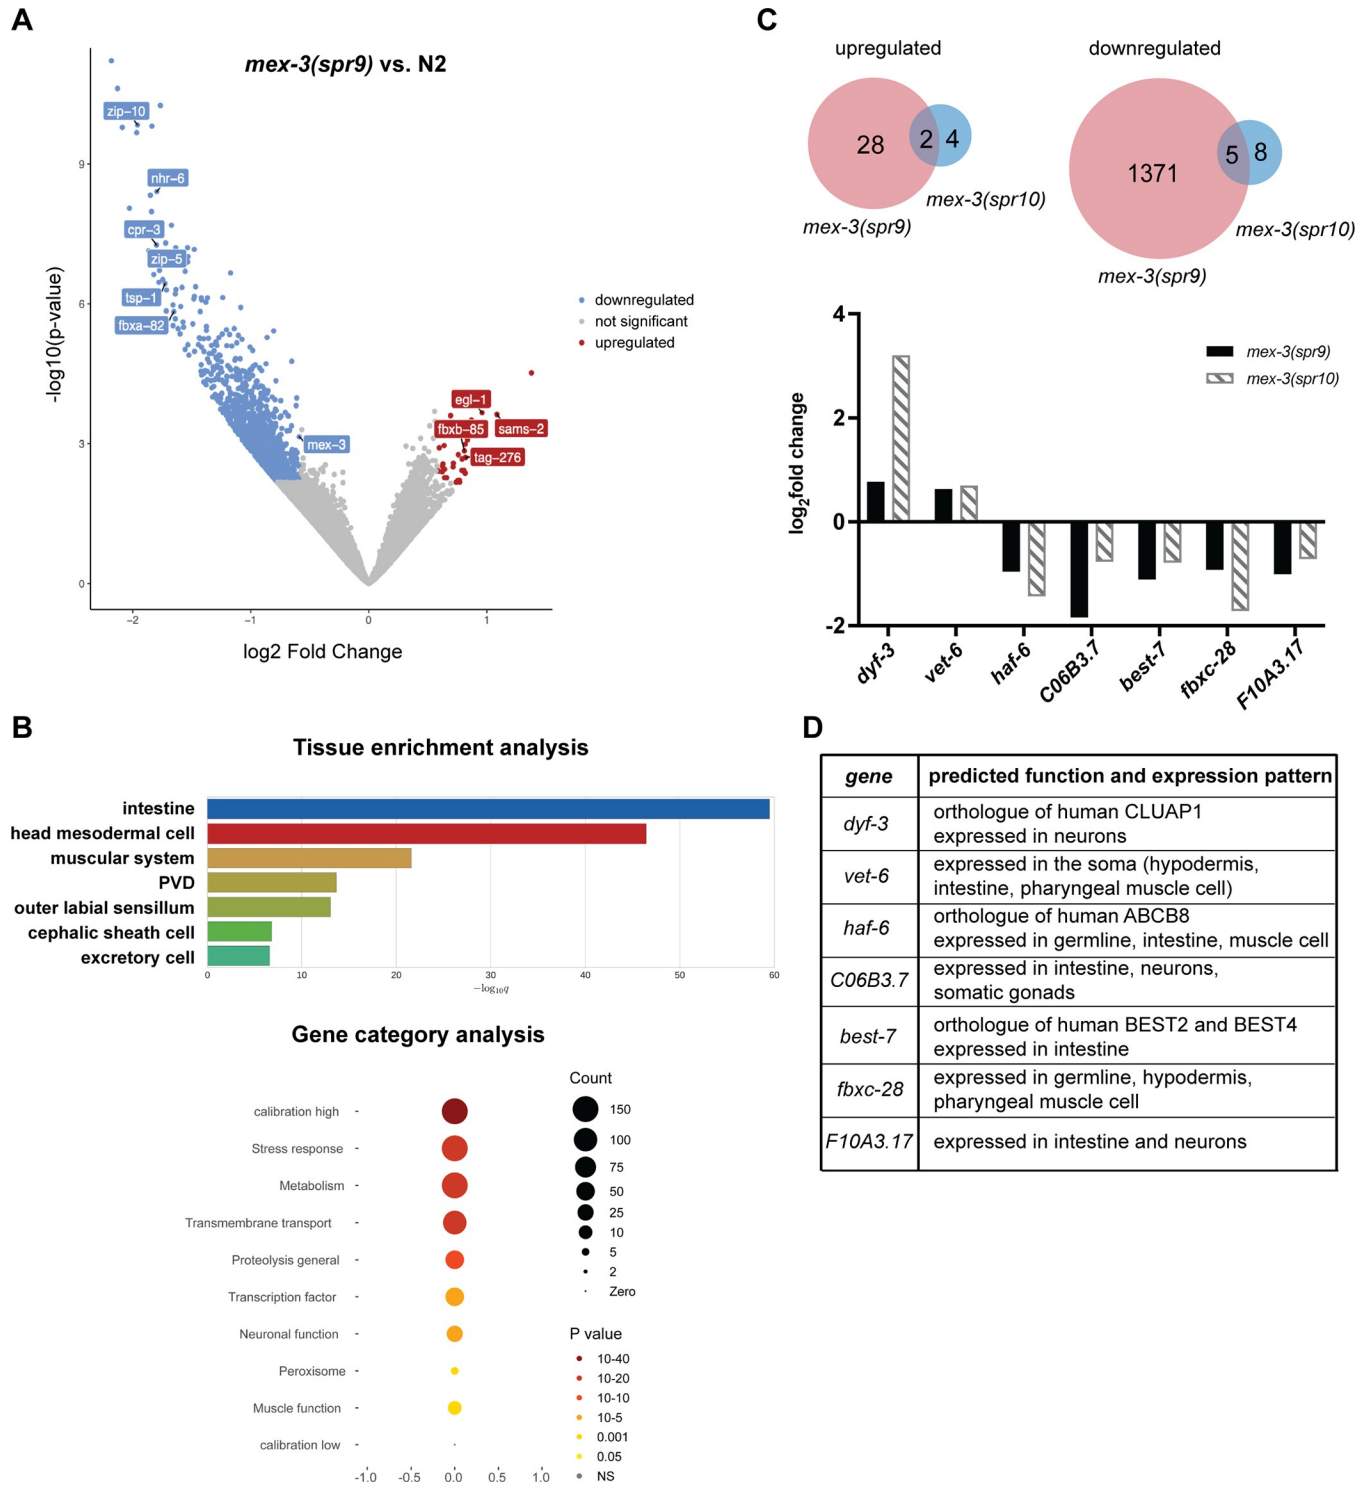 A
mex-3(spr9) vs. N2
zip-10
nhr-6
cpr-3
zip-5
tsp-1
fbxa-82
mex-3
egl-1
sams-2
fbxb-85
tag-276
-log10(p-value)
9
6
3
0
-2
-1
0
1
log2 Fold Change
downregulated
not significant
upregulated
B
Tissue enrichment analysis
intestine
head mesodermal cell
muscular system
PVD
outer labial sensillum
cephalic sheath cell
excretory cell
0
10
20
30
40
50
60
−log₁₀q
Gene category analysis
calibration high
Stress response
Metabolism
Transmembrane transport
Proteolysis general
Transcription factor
Neuronal function
Peroxisome
Muscle function
calibration low
-1.0
-0.5
0.0
0.5
1.0
Count
150
100
75
50
25
10
5
2
Zero
P value
10-40
10-20
10-10
10-5
0.001
0.05
NS
C
upregulated
28
2
4
mex-3(spr10)
mex-3(spr9)
downregulated
1371
5
8
mex-3(spr10)
mex-3(spr9)
log₂fold change
4
2
0
-2
mex-3(spr9)
mex-3(spr10)
dyf-3
vet-6
haf-6
C06B3.7
best-7
fbxc-28
F10A3.17
D
gene predicted function and expression pattern
dyf-3
orthologue of human CLUAP1
expressed in neurons
vet-6
expressed in the soma (hypodermis,
intestine, pharyngeal muscle cell)
haf-6
orthologue of human ABCB8
expressed in germline, intestine, muscle cell
C06B3.7
expressed in intestine, neurons,
somatic gonads
best-7
orthologue of human BEST2 and BEST4
expressed in intestine
fbxc-28
expressed in germline, hypodermis,
pharyngeal muscle cell
F10A3.17
expressed in intestine and neurons